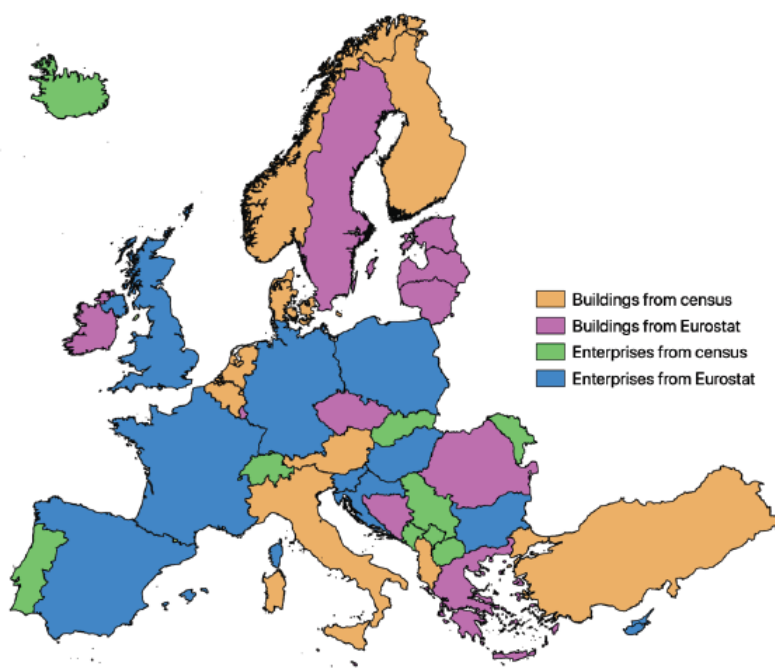 Buildings from census
Buildings from Eurostat
Enterprises from census
Enterprises from Eurostat